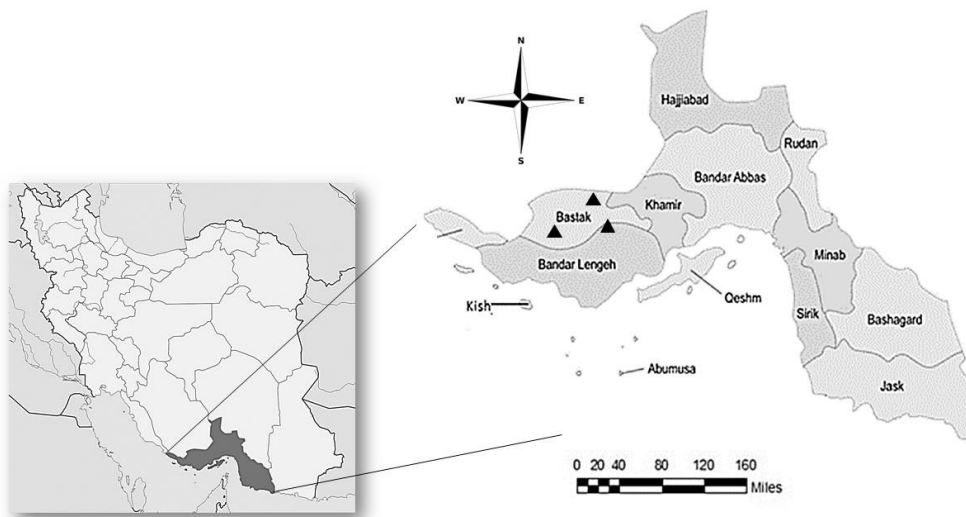 N
W
E
S
Hajjiabad
Rudan
Bandar Abbas
Khamir
Bastak
Minab
Bandar Lengeh
Qeshm
Kish
Sirik
Bashagard
Abumusa
Jask
0 20 40 80 120 160
Miles